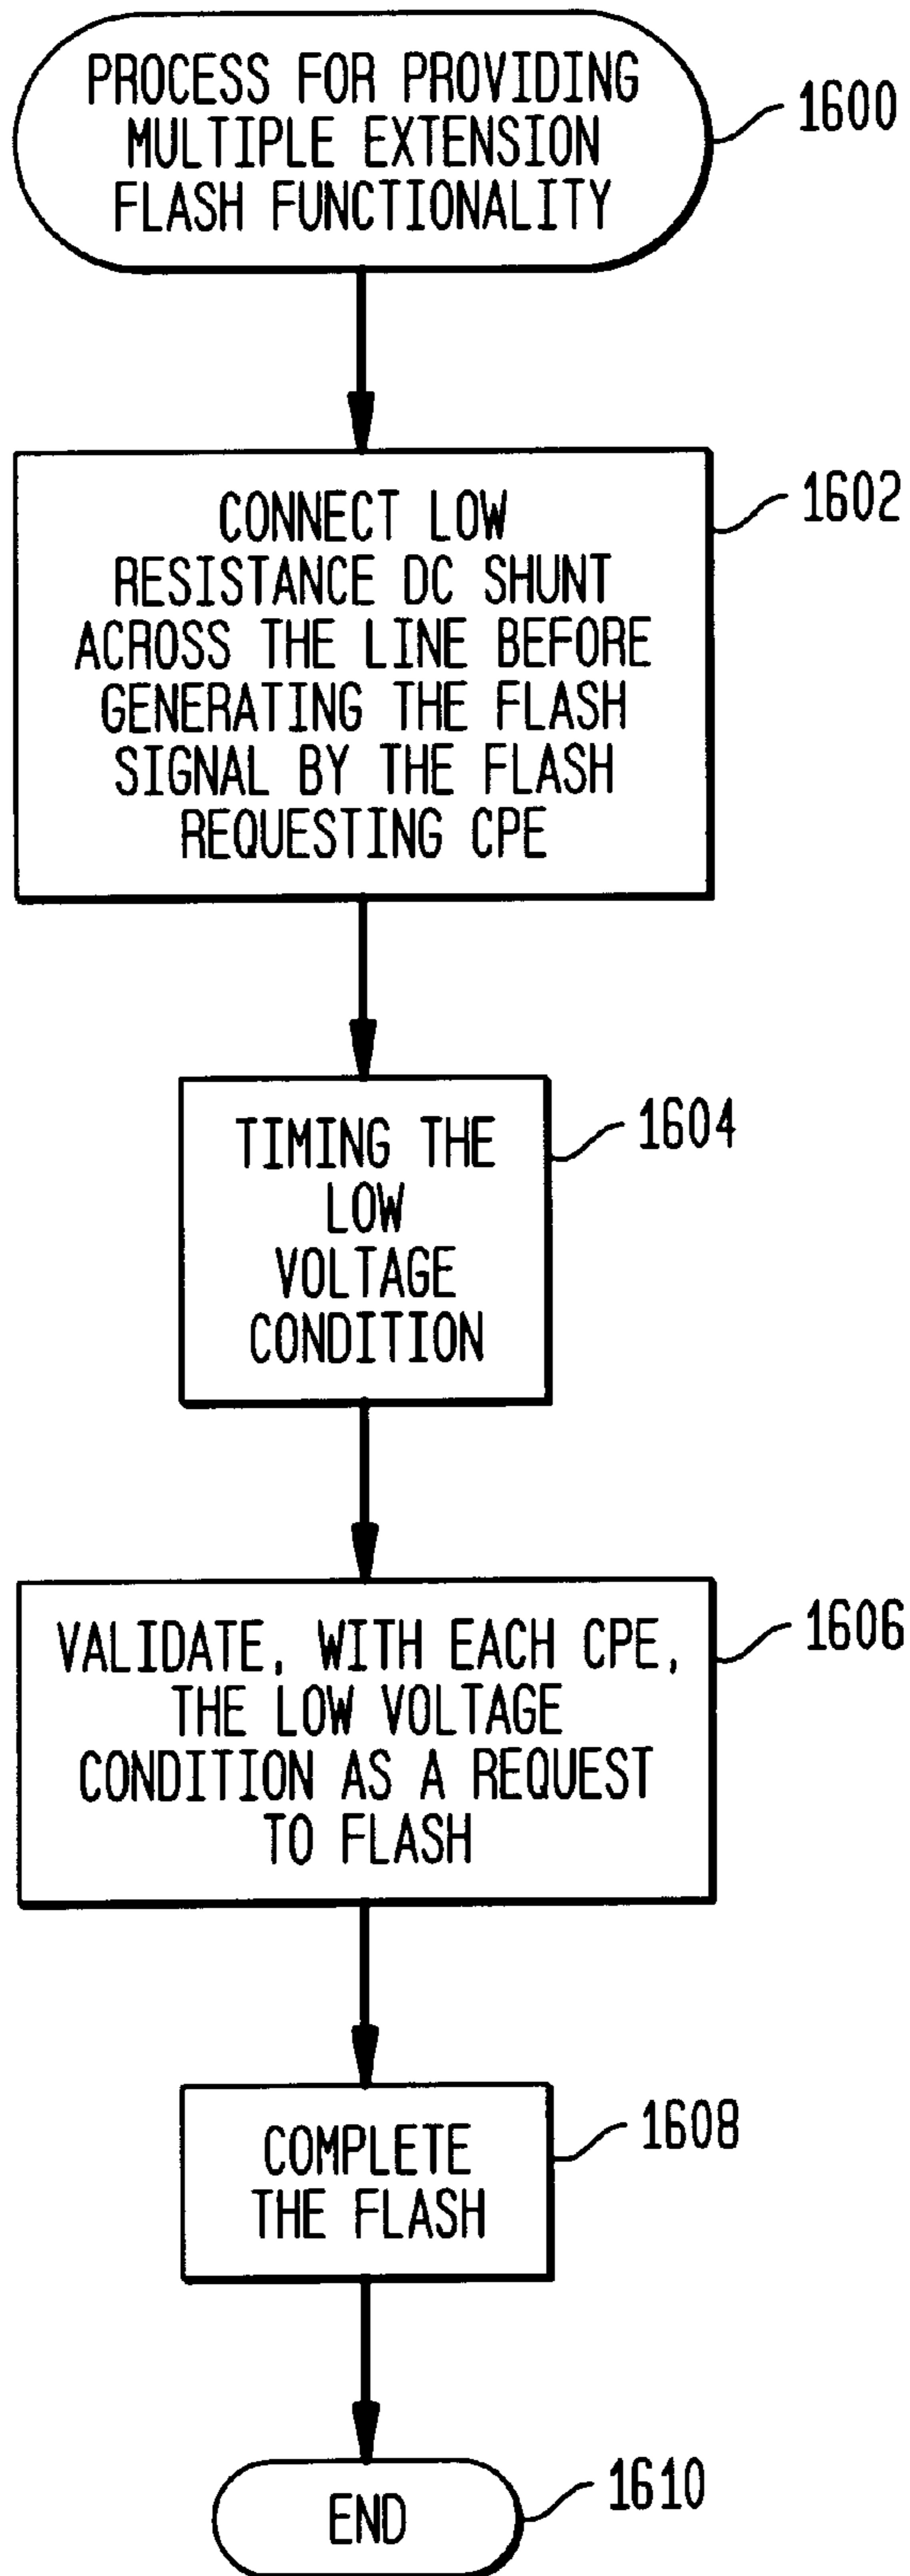 PROCESS FOR PROVIDING
MULTIPLE EXTENSION
FLASH FUNCTIONALITY
1600
CONNECT LOW
RESISTANCE DC SHUNT
ACROSS THE LINE BEFORE
GENERATING THE FLASH
SIGNAL BY THE FLASH
REQUESTING CPE
1602
TIMING THE
LOW
VOLTAGE
CONDITION
1604
VALIDATE, WITH EACH CPE,
THE LOW VOLTAGE
CONDITION AS A REQUEST
TO FLASH
1606
COMPLETE
THE FLASH
1608
END
1610